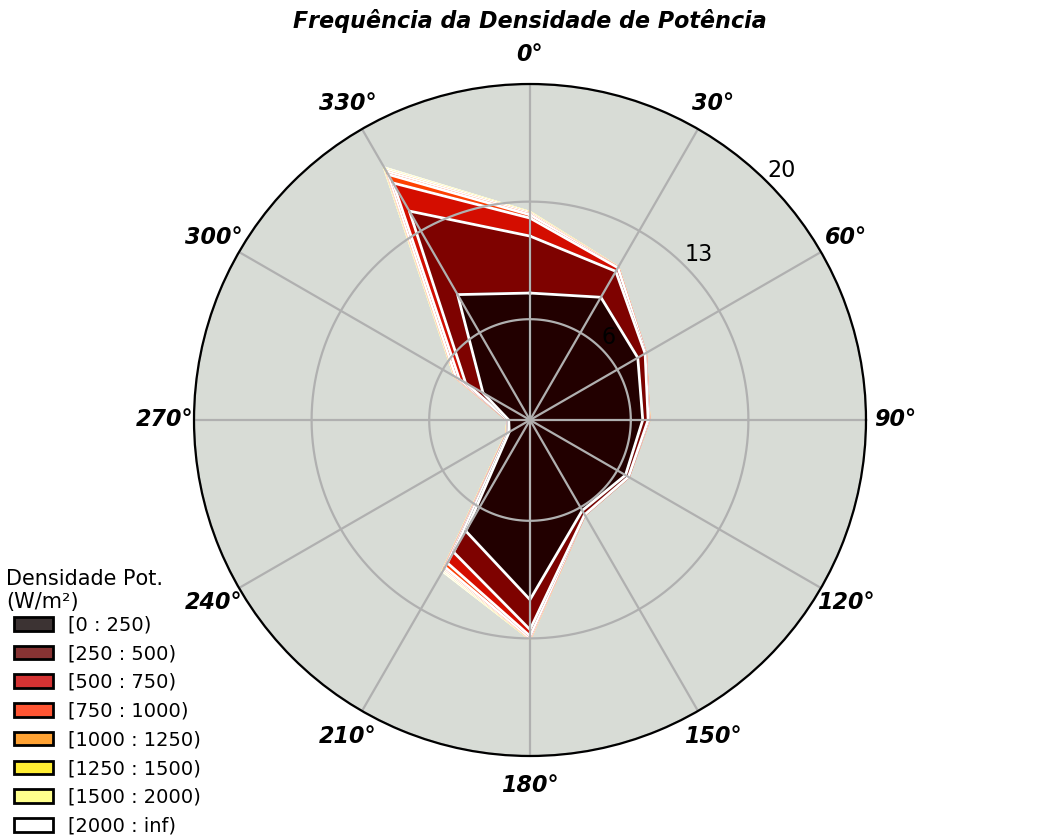 Frequência da Densidade de Potência
0°
330°
30°
20
300°
60°
13
6
270°
90°
240°
120°
210°
150°
180°
Densidade Pot.
(W/m²)
[0 : 250)
[250 : 500)
[500 : 750)
[750 : 1000)
[1000 : 1250)
[1250 : 1500)
[1500 : 2000)
[2000 : inf)